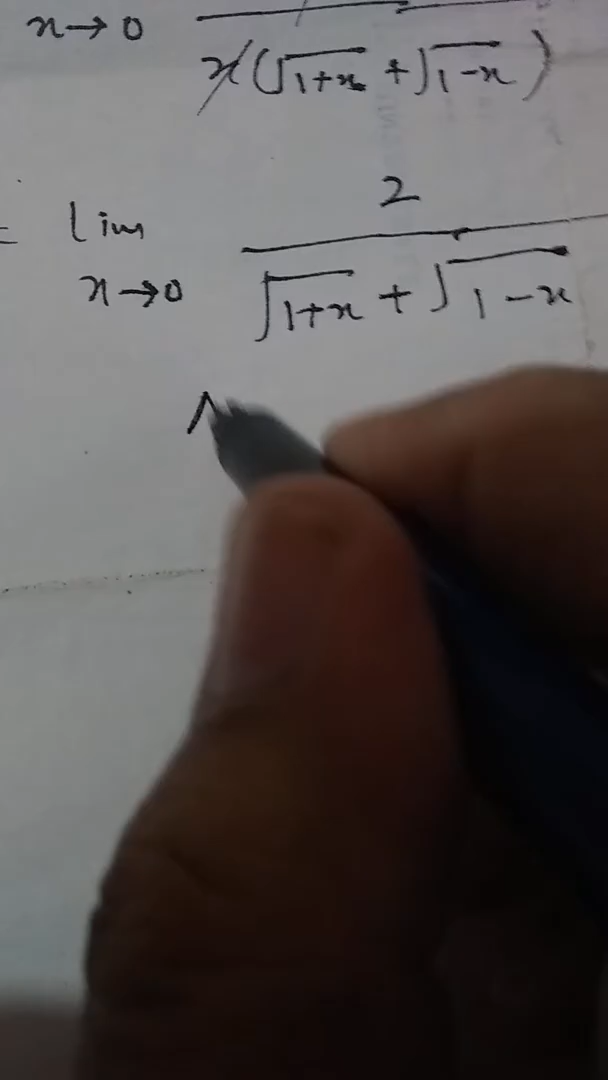 x→0 x(√1+x + √1-x)
2
= lim
x→0 √1+x + √1-x